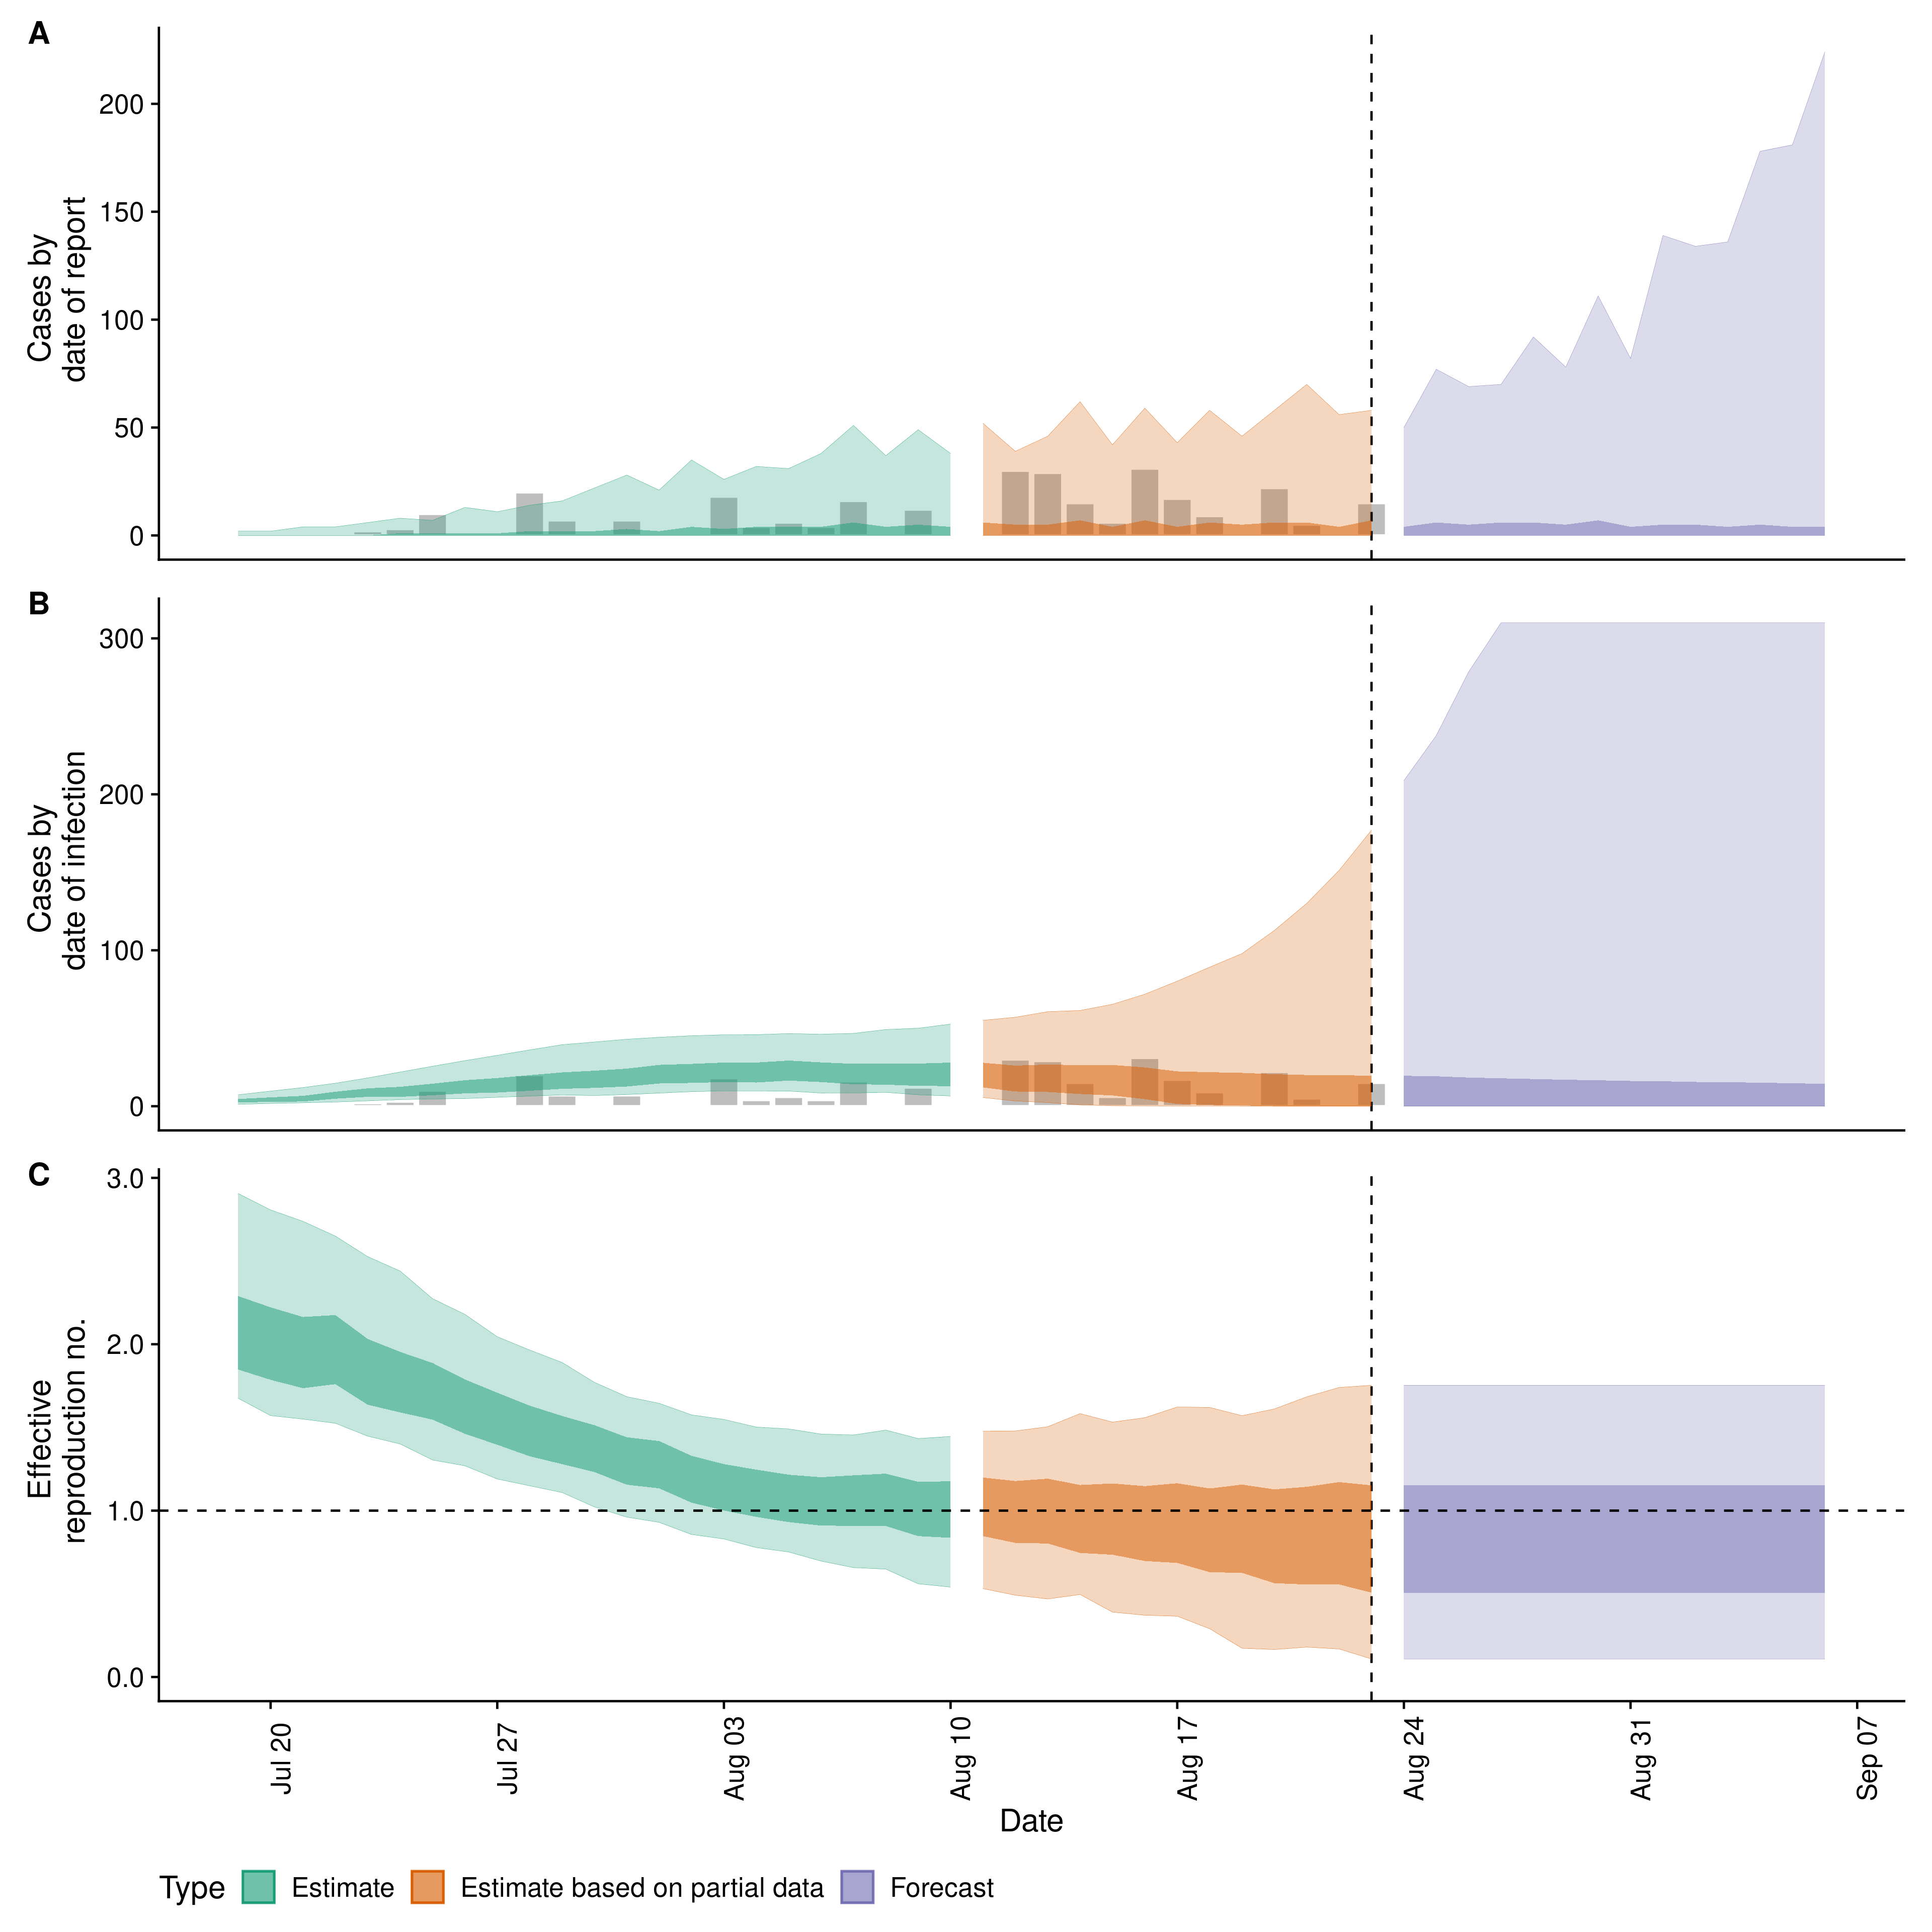 A
200
150
100
50
0
Cases by
date of report
B
300
200
100
0
Cases by
date of infection
C
3.0
2.0
1.0
0.0
Effective
reproduction no.
Jul 20
Jul 27
Aug 03
Aug 10
Aug 17
Aug 24
Aug 31
Sep 07
Date
Type Estimate Estimate based on partial data Forecast